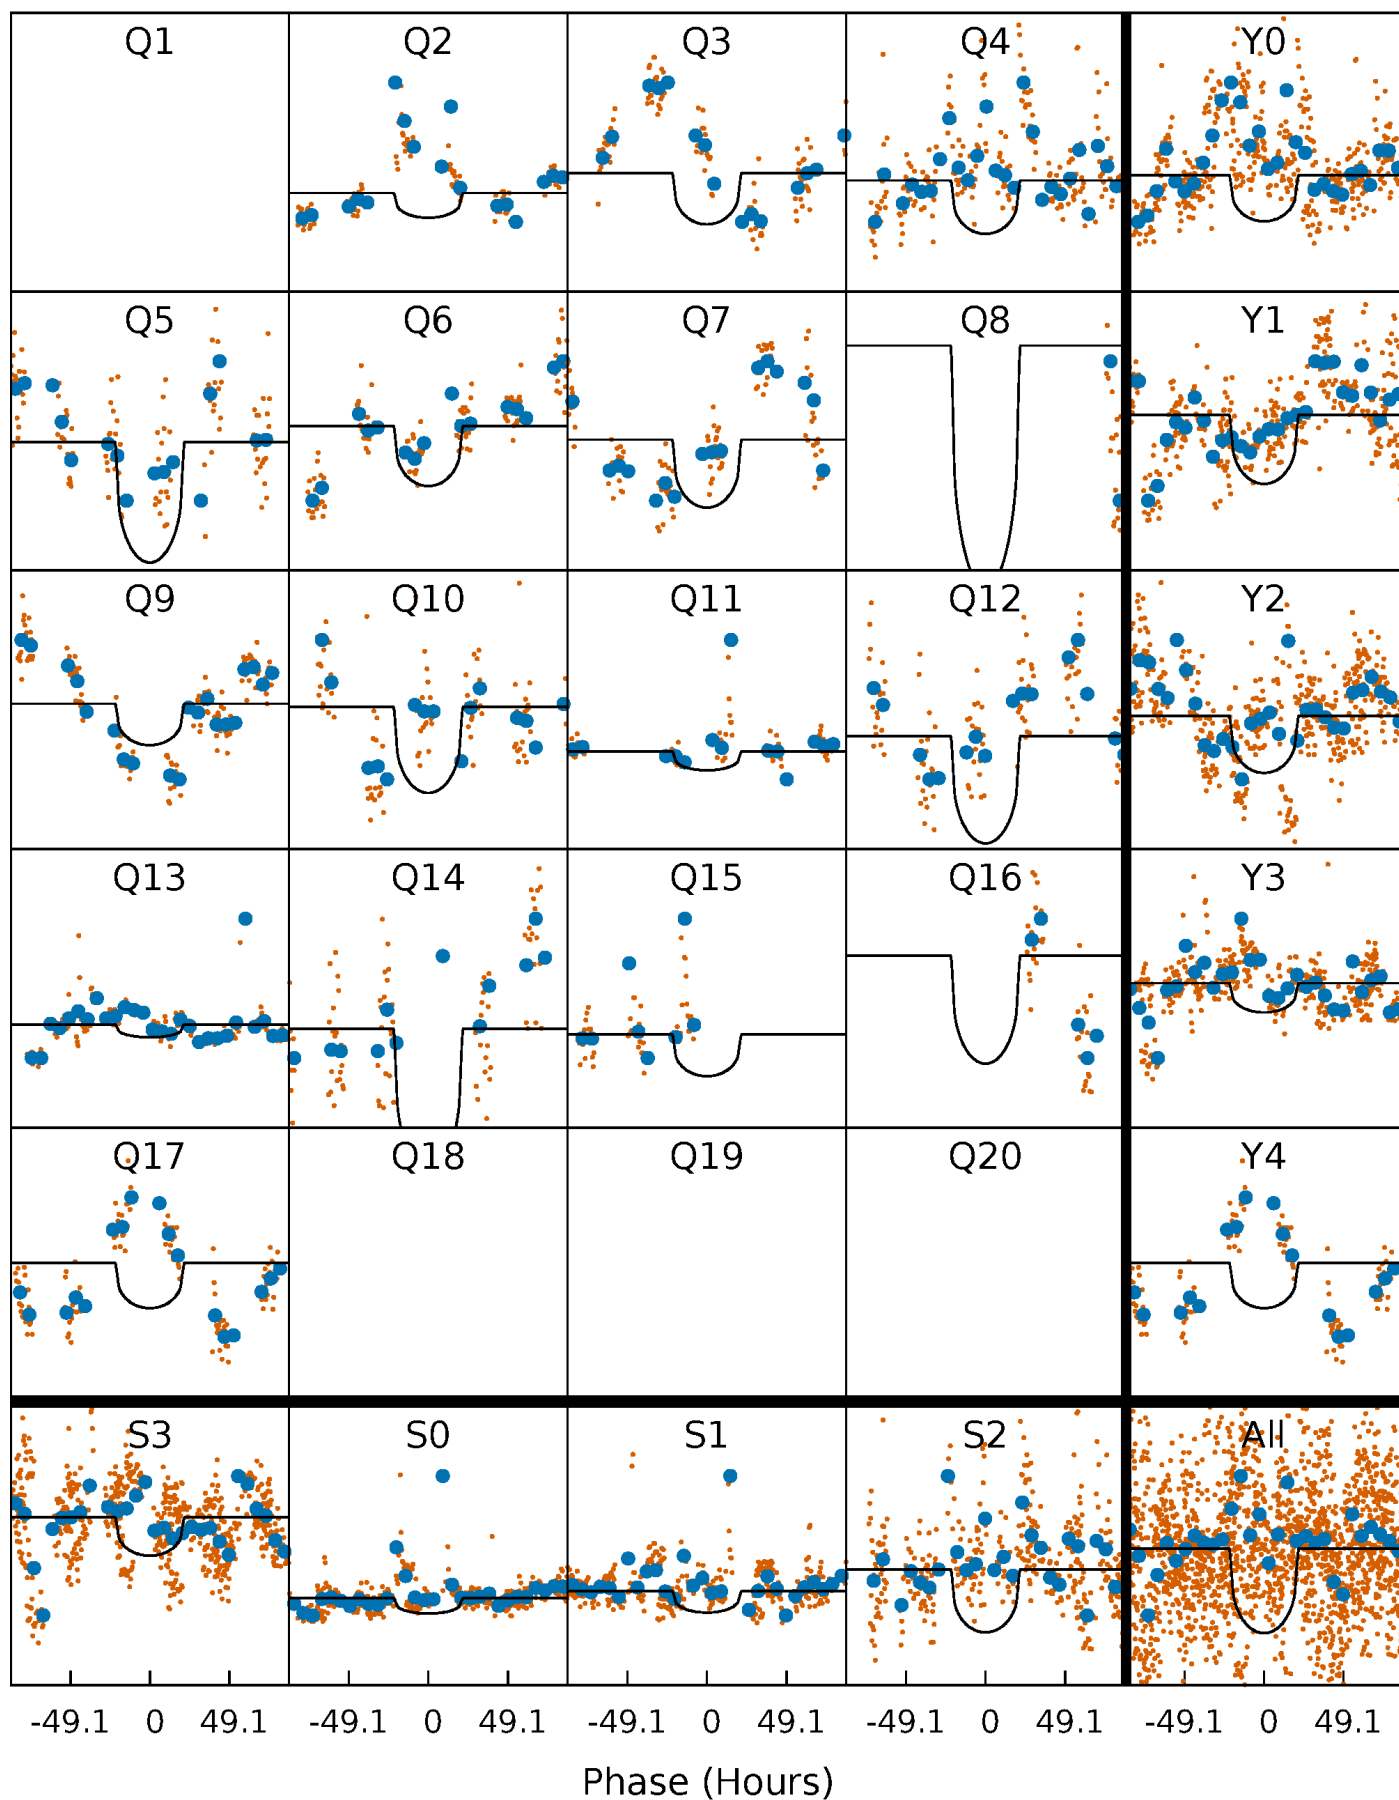 Q1 Q2 Q3 Q4 Y0
Q5 Q6 Q7 Q8 Y1
Q9 Q10 Q11 Q12 Y2
Q13 Q14 Q15 Q16 Y3
Q17 Q18 Q19 Q20 Y4
S3 S0 S1 S2 All
-49.1 0 49.1 -49.1 0 49.1 -49.1 0 49.1 -49.1 0 49.1 -49.1 0 49.1
Phase (Hours)